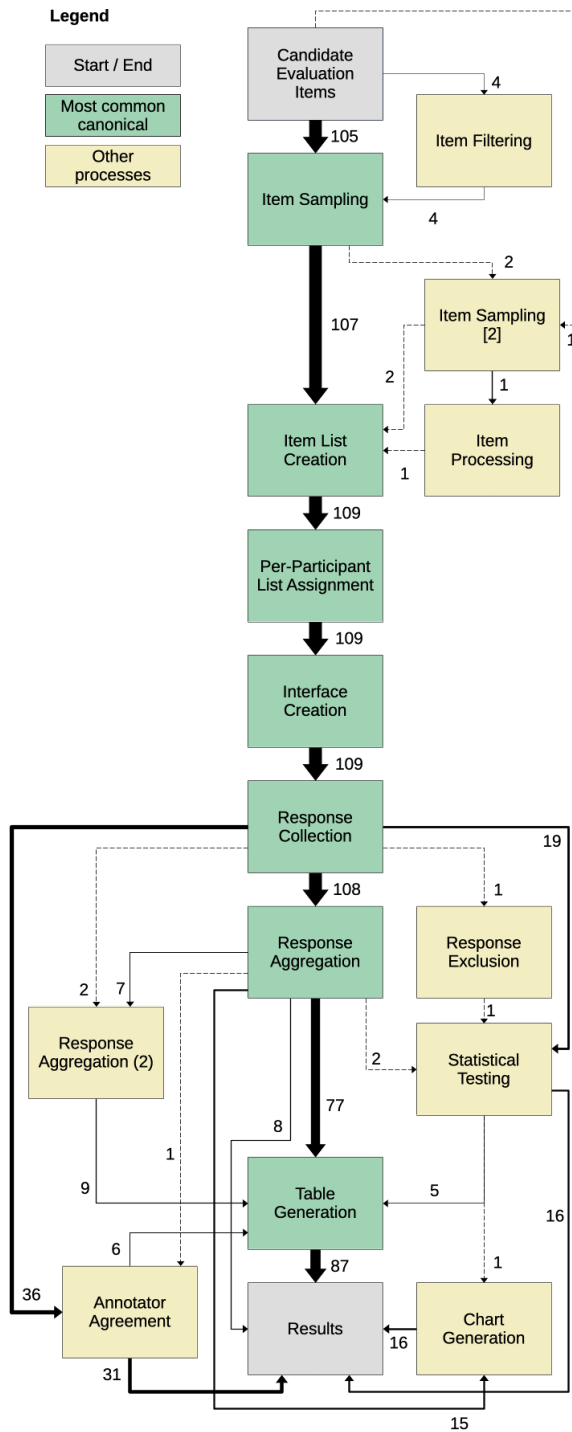 Legend
Start / End
Most common
canonical
Other
processes
Candidate
Evaluation
Items
4
Item Filtering
105
4
Item Sampling
2
107
Item Sampling
[2]
1
2
1
Item List
Creation
Item
Processing
1
109
Per-Participant
List Assignment
109
Interface
Creation
109
Response
Collection
19
108
1
Response
Aggregation
Response
Exclusion
2
7
1
Response
Aggregation (2)
2
Statistical
Testing
77
8
1
9
5
16
Table
Generation
6
87
1
36
Annotator
Agreement
Results
16
Chart
Generation
31
15